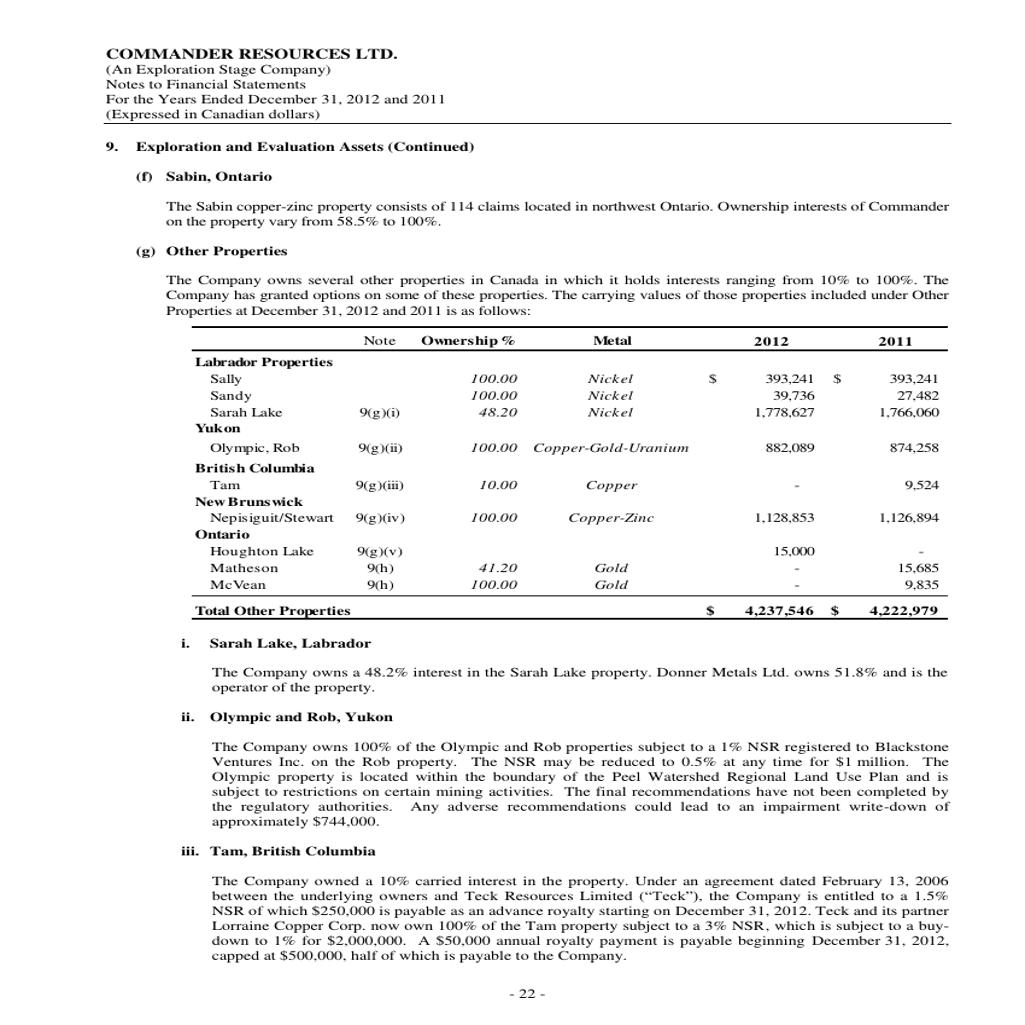 COMMANDER RESOURCES LTD.
(An Exploration Stage Company)
Notes to Financial Statements
For the Years Ended December 31, 2012 and 2011
(Expressed in Canadian dollars)
9. Exploration and Evaluation Assets (Continued)
(f) Sabin, Ontario
The Sabin copper-zinc property consists of 114 claims located in northwest Ontario. Ownership interests of Commander
on the property vary from 58.5% to 100%.
(g) Other Properties
The Company owns several other properties in Canada in which it holds interests ranging from 10% to 100%. The
Company has granted options on some of these properties. The carrying values of those properties included under Other
Properties at December 31, 2012 and 2011 is as follows:
Note Ownership % Metal 2012 2011
Labrador Properties
Sally 100.00 Nickel $ 393,241 $ 393,241
Sandy 100.00 Nickel 39,736 27,482
Sarah Lake 9(g)(i) 48.20 Nickel 1,778,627 1,766,060
Yukon
Olympic, Rob 9(g)(ii) 100.00 Copper-Gold-Uranium 882,089 874,258
British Columbia
Tam 9(g)(iii) 10.00 Copper - 9,524
New Brunswick
Nepisiguit/Stewart 9(g)(iv) 100.00 Copper-Zinc 1,128,853 1,126,894
Ontario
Houghton Lake 9(g)(v) 15,000 -
Matheson 9(h) 41.20 Gold - 15,685
McVean 9(h) 100.00 Gold - 9,835
Total Other Properties $ 4,237,546 $ 4,222,979
i. Sarah Lake, Labrador
The Company owns a 48.2% interest in the Sarah Lake property. Donner Metals Ltd. owns 51.8% and is the
operator of the property.
ii. Olympic and Rob, Yukon
The Company owns 100% of the Olympic and Rob properties subject to a 1% NSR registered to Blackstone
Ventures Inc. on the Rob property. The NSR may be reduced to 0.5% at any time for $1 million. The
Olympic property is located within the boundary of the Peel Watershed Regional Land Use Plan and is
subject to restrictions on certain mining activities. The final recommendations have not been completed by
the regulatory authorities. Any adverse recommendations could lead to an impairment write-down of
approximately $744,000.
iii. Tam, British Columbia
The Company owned a 10% carried interest in the property. Under an agreement dated February 13, 2006
between the underlying owners and Teck Resources Limited (“Teck”), the Company is entitled to a 1.5%
NSR of which $250,000 is payable as an advance royalty starting on December 31, 2012. Teck and its partner
Lorraine Copper Corp. now own 100% of the Tam property subject to a 3% NSR, which is subject to a buy-
down to 1% for $2,000,000. A $50,000 annual royalty payment is payable beginning December 31, 2012,
capped at $500,000, half of which is payable to the Company.
- 22 -